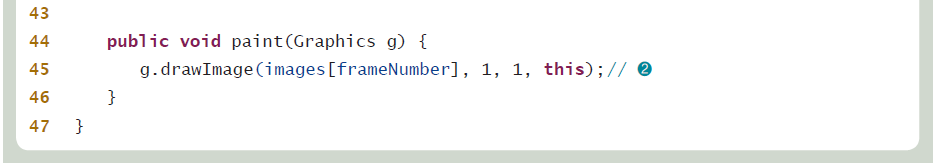 43
44 public void paint(Graphics g) {
45 g.drawImage(images[frameNumber], 1, 1, this);// ❷
46 }
47 }